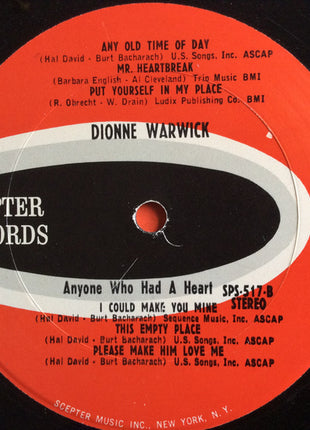 ANY OLD TIME OF DAY
(Hal David - Burt Bacharach) U.S. Songs, Inc. ASCAP
MR. HEARTBREAK
(Barbara English - Al Cleveland) Trio Music BMI
PUT YOURSELF IN MY PLACE
(R. Obrecht - W. Drain) Ludix Publishing Co. BMI
DIONNE WARWICK
PTER
ORDS
Anyone Who Had A Heart SPS-517-B
I COULD MAKE YOU MINE STEREO
(Hal David - Burt Bacharach) Sequence Music, Inc. ASCAP
THIS EMPTY PLACE
(Hal David - Burt Bacharach) U.S. Songs, Inc. ASCAP
PLEASE MAKE HIM LOVE ME
(Hal David - Burt Bacharach) U.S. Songs, Inc. ASCAP
SCEPTER MUSIC INC., NEW YORK, N.Y.